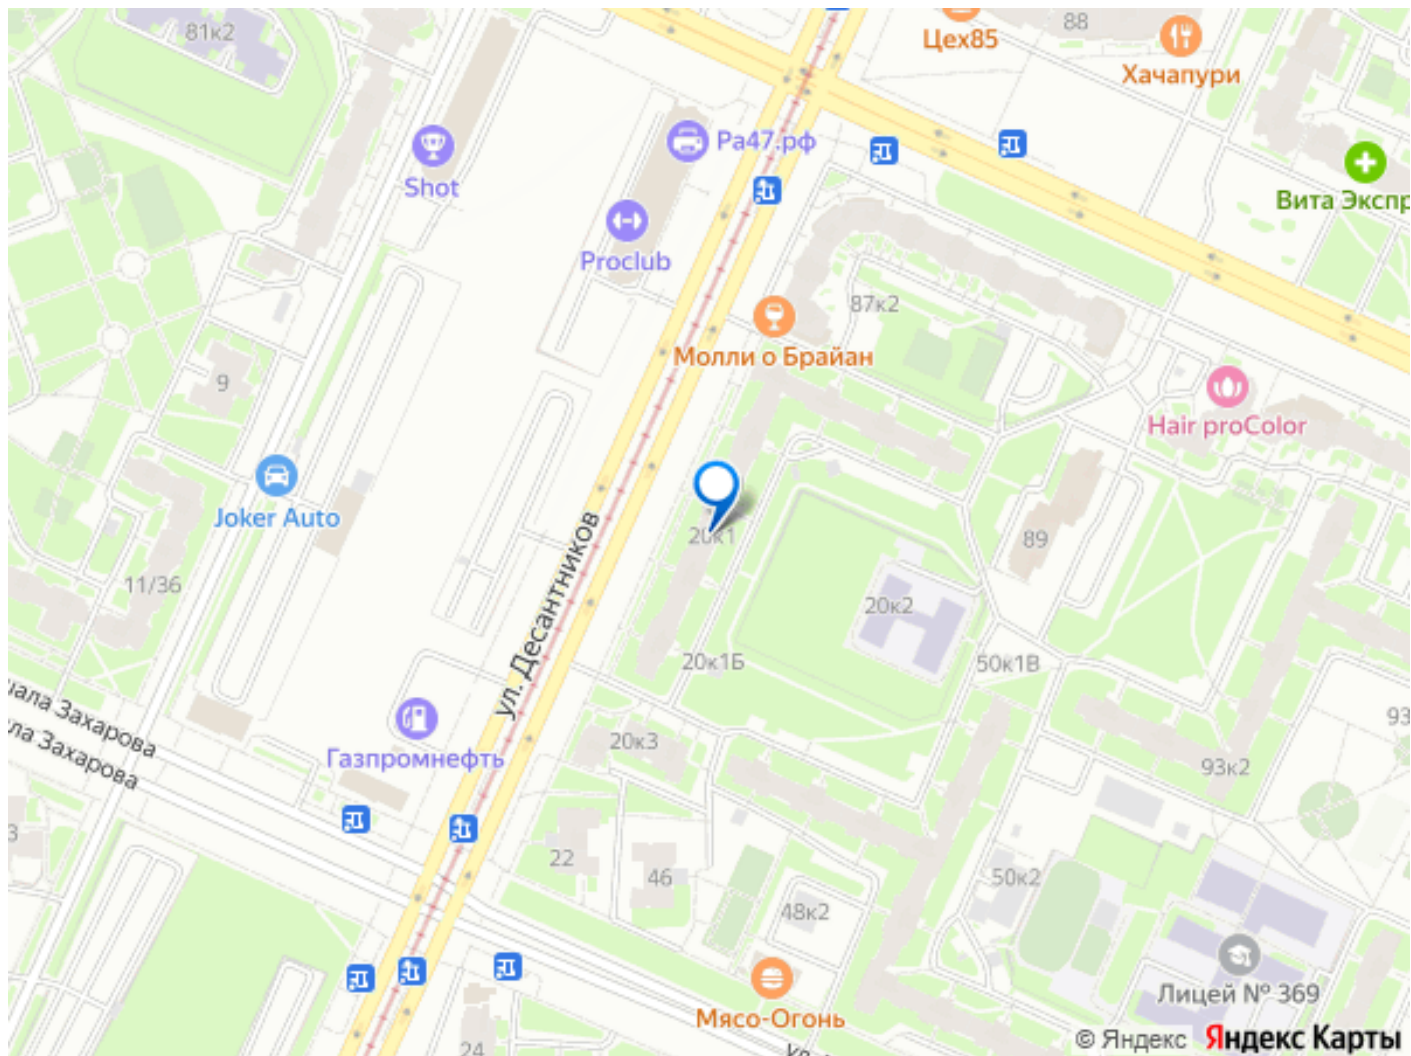 81к2
Цех85
88
Хачапури
Ра47.рф
Shot
Вита Экспр
Proclub
87к2
Молли о Брайан
9
Hair proColor
Joker Auto
20к1
89
ул. Десантников
11/36
20к2
20к1Б
50к1В
ала Захарова
ла Захарова
93
20к3
Газпромнефть
93к2
3
22
46
50к2
48к2
Лицей № 369
Мясо-Огонь
24
© Яндекс Яндекс Карты